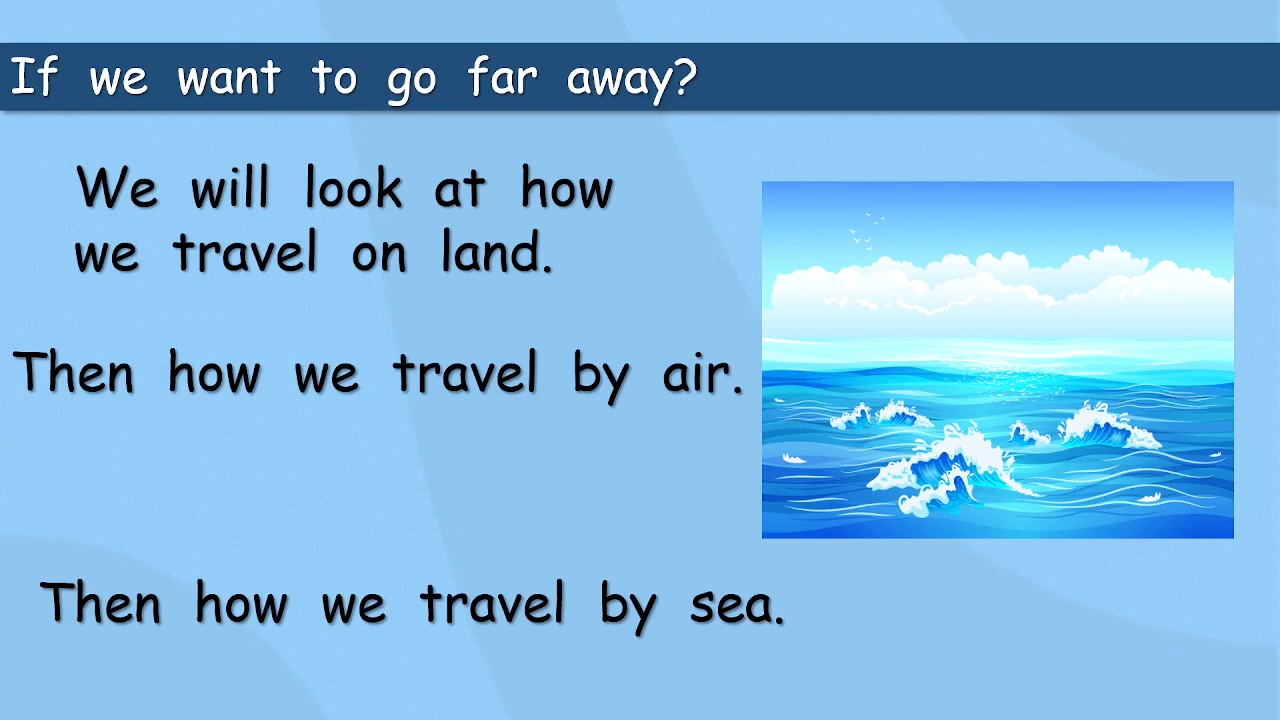 If we want to go far away?
We will look at how
we travel on land.
Then how we travel by air.
Then how we travel by sea.